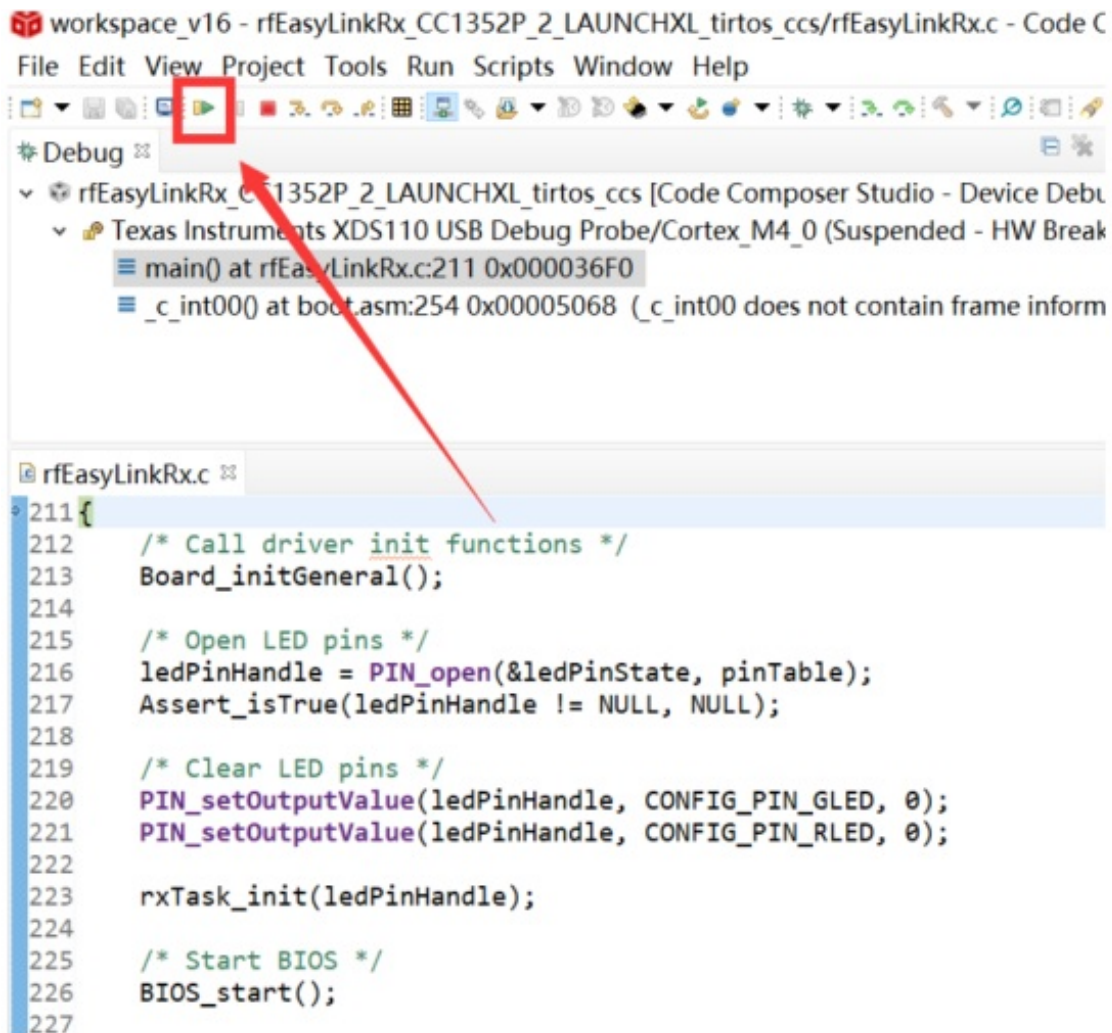 workspace_v16 - rfEasyLinkRx_CC1352P_2_LAUNCHXL_tirtos_ccs/rfEasyLinkRx.c - Code C
File Edit View Project Tools Run Scripts Window Help
Debug
rfEasyLinkRx_CC1352P_2_LAUNCHXL_tirtos_ccs [Code Composer Studio - Device Debu
Texas Instruments XDS110 USB Debug Probe/Cortex_M4_0 (Suspended - HW Break
main() at rfEasyLinkRx.c:211 0x000036F0
_c_int00() at boot.asm:254 0x00005068 (_c_int00 does not contain frame inform
rfEasyLinkRx.c
211 {
212 /* Call driver init functions */
213 Board_initGeneral();
214
215 /* Open LED pins */
216 ledPinHandle = PIN_open(&ledPinState, pinTable);
217 Assert_isTrue(ledPinHandle != NULL, NULL);
218
219 /* Clear LED pins */
220 PIN_setOutputValue(ledPinHandle, CONFIG_PIN_GLED, 0);
221 PIN_setOutputValue(ledPinHandle, CONFIG_PIN_RLED, 0);
222
223 rxTask_init(ledPinHandle);
224
225 /* Start BIOS */
226 BIOS_start();
227